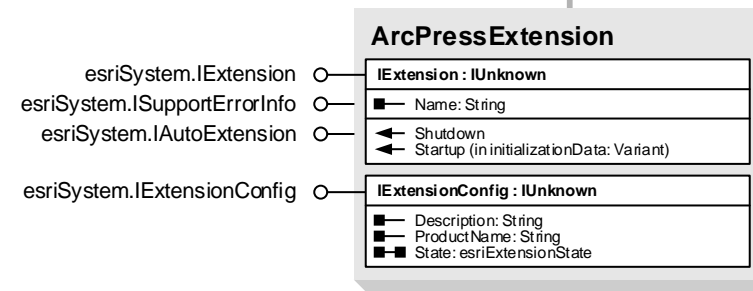 ArcPressExtension
esriSystem.IExtension
IExtension : IUnknown
esriSystem.ISupportErrorInfo
Name: String
esriSystem.IAutoExtension
Shutdown
Startup (in initializationData: Variant)
esriSystem.IExtensionConfig
IExtensionConfig : IUnknown
Description: String
ProductName: String
State: esriExtensionState